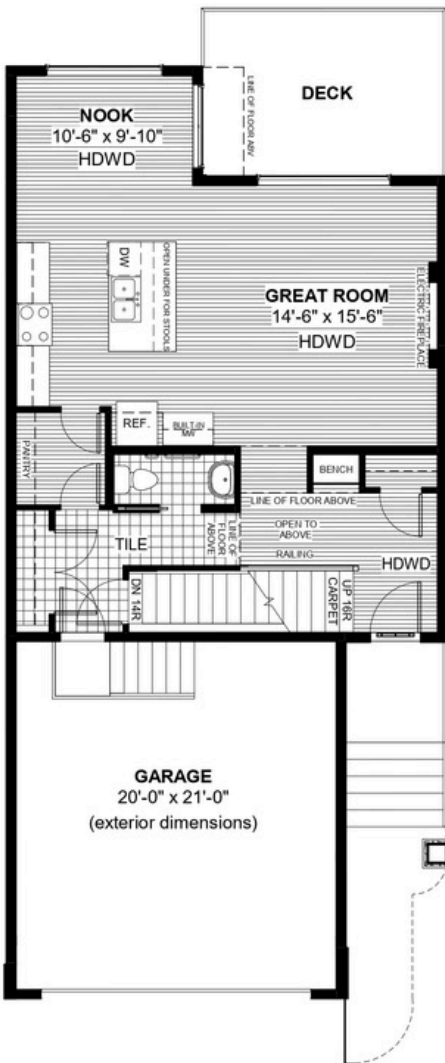 NOOK
10'-6" x 9'-10"
HDWD
LINE OF FLOOR ABV
DECK
DW
OPEN UNDER FOR STOOLS
GREAT ROOM
14'-6" x 15'-6"
HDWD
ELECTRIC FIREPLACE
REF.
BUILT-IN
MW
PANTRY
BENCH
LINE OF FLOOR ABOVE
OPEN TO
ABOVE
RAILING
TILE
LINE OF
FLOOR
ABOVE
HDWD
DN 14R
UP 16R
CARPET
GARAGE
20'-0" x 21'-0"
(exterior dimensions)